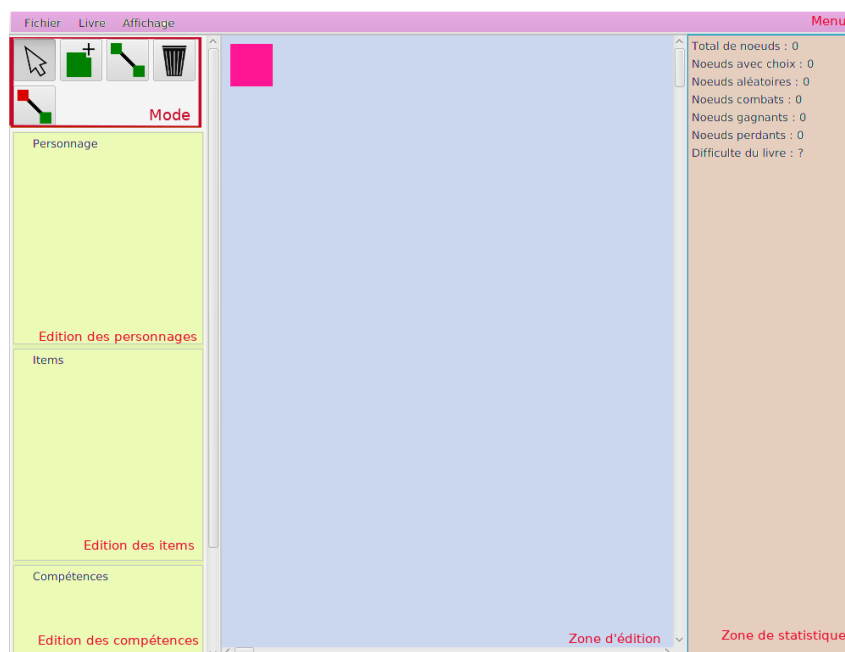 Fichier Livre Affichage Menu
Mode
Personnage
Edition des personnages
Items
Edition des items
Compétences
Edition des compétences
Zone d'édition
Total de noeuds : 0
Noeuds avec choix : 0
Noeuds aléatoires : 0
Noeuds combats : 0
Noeuds gagnants : 0
Noeuds perdants : 0
Difficulte du livre : ?
Zone de statistique